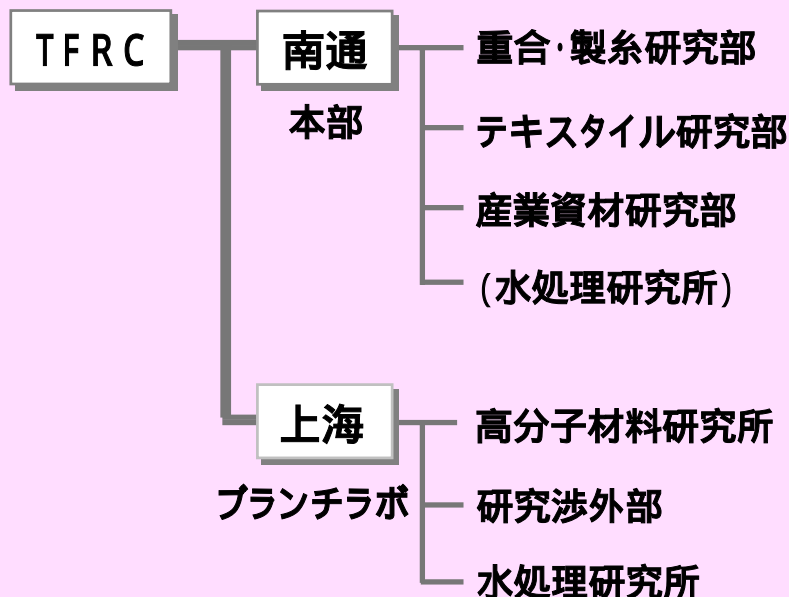 TFRC
南通
本部
重合・製糸研究部
テキスタイル研究部
産業資材研究部
(水処理研究所)
上海
ブランチラボ
高分子材料研究所
研究渉外部
水処理研究所